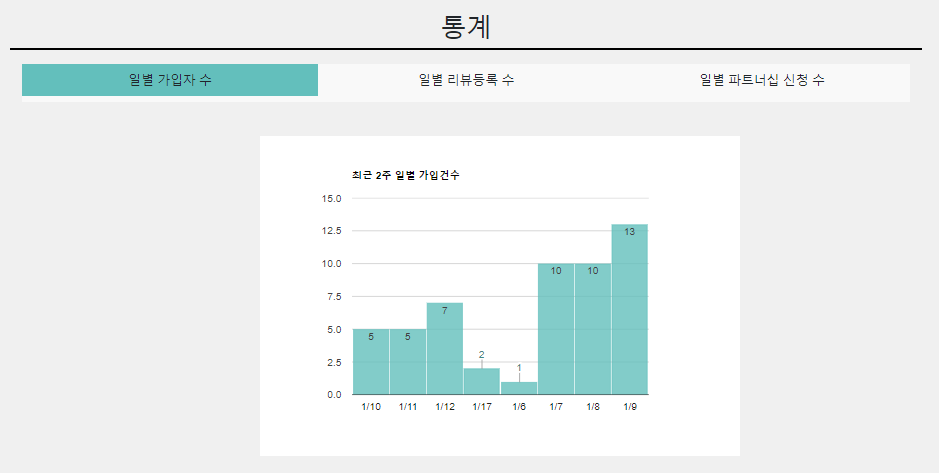 통계
일별 가입자 수
일별 리뷰등록 수
일별 파트너십 신청 수
최근 2주 일별 가입건수
15.0
12.5
10.0
7.5
5.0
2.5
0.0
5 5 7 2 1 10 10 13
1/10 1/11 1/12 1/17 1/6 1/7 1/8 1/9